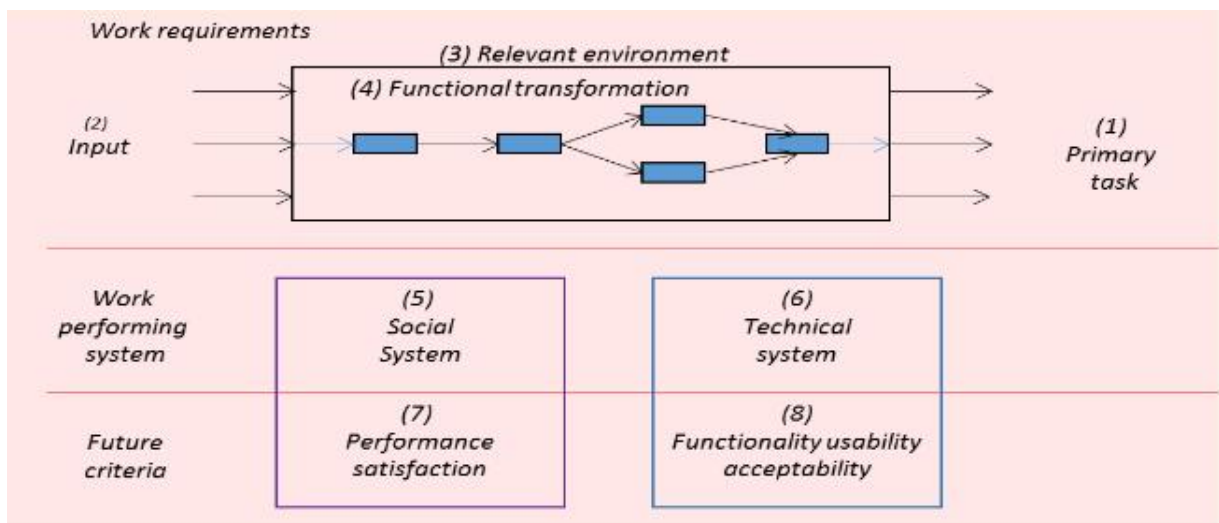 Work requirements
(3) Relevant environment
(4) Functional transformation
(2)
Input
(1)
Primary
task
Work
performing
system
(5)
Social
System
(6)
Technical
system
Future
criteria
(7)
Performance
satisfaction
(8)
Functionality usability
acceptability